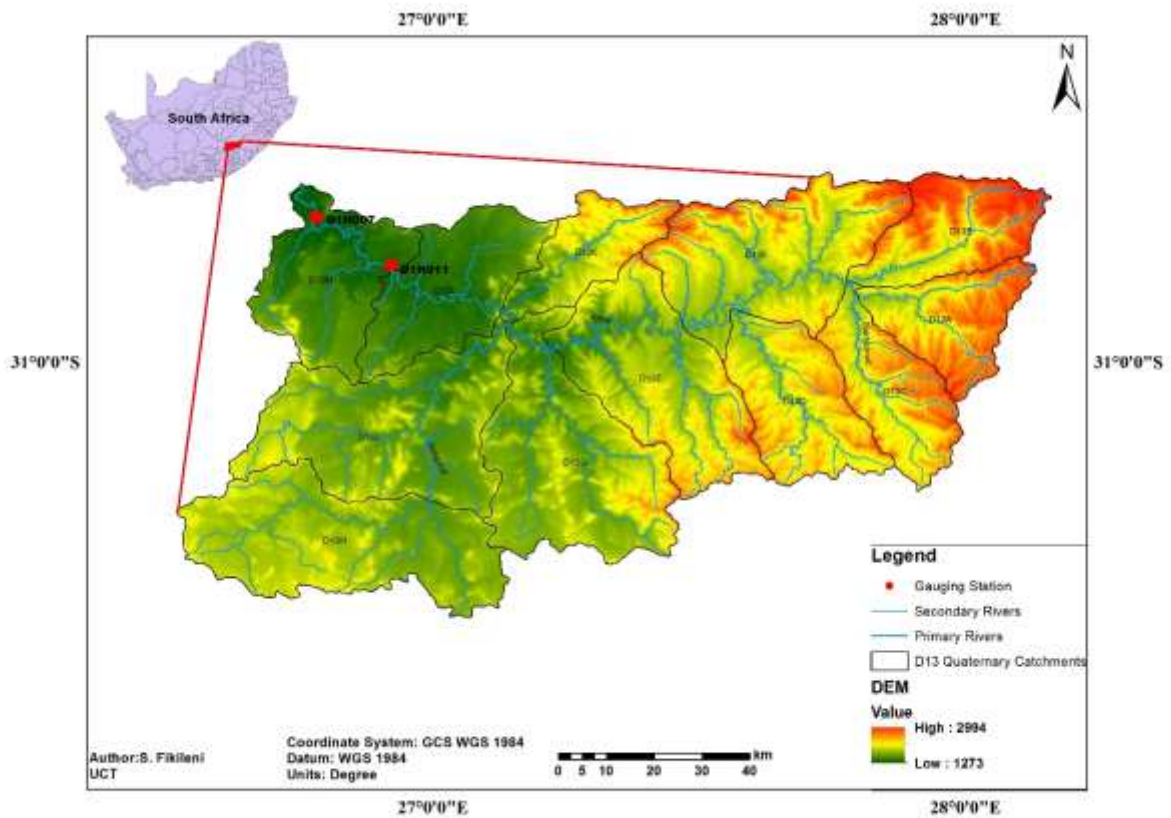 27°0'0"E 28°0'0"E
N
South Africa
31°0'0"S 31°0'0"S
D13E
Legend
Gauging Station
Secondary Rivers
Primary Rivers
D13 Quaternary Catchments
DEM
Value
High : 2994
Low : 1273
Author:S. Fikileni
UCT
Coordinate System: GCS WGS 1984
Datum: WGS 1984
Units: Degree
km
0 5 10 20 30 40
27°0'0"E 28°0'0"E